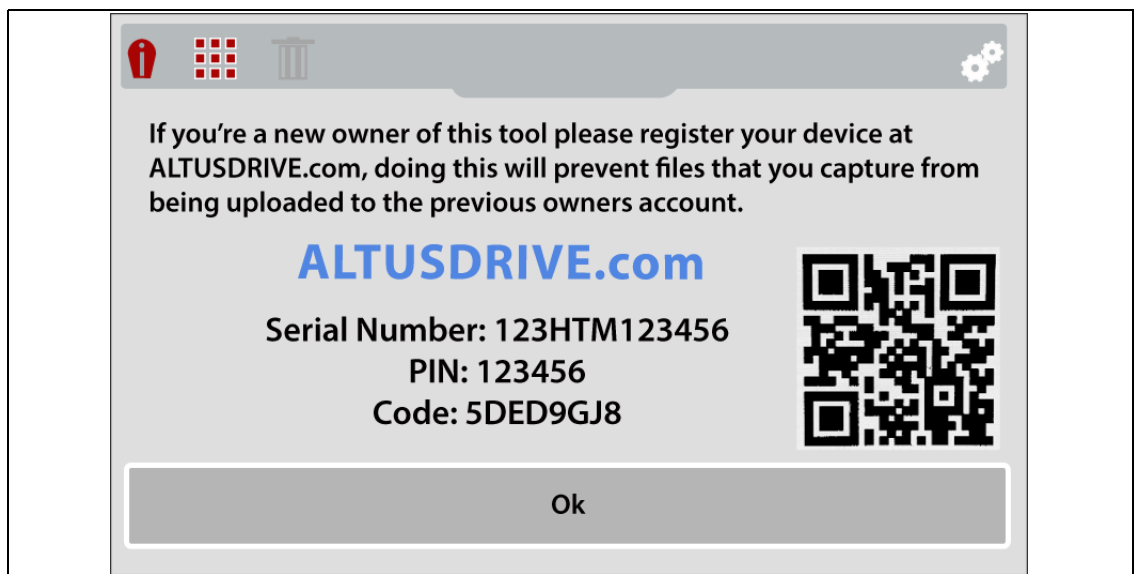 If you're a new owner of this tool please register your device at
ALTUSDRIVE.com, doing this will prevent files that you capture from
being uploaded to the previous owners account.
ALTUSDRIVE.com
Serial Number: 123HTM123456
PIN: 123456
Code: 5DED9GJ8
Ok